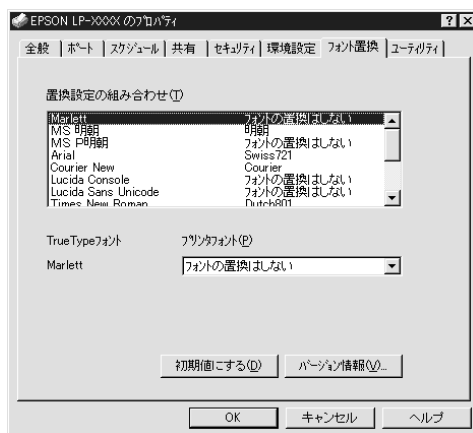 EPSON LP-XXXX のプロパティ
全般 ポート スケジュール 共有 セキュリティ 環境設定 フォント置換 ユーティリティ
置換設定の組み合わせ(T)
Marlett フォントの置換はしない
MS 明朝 明朝
MS P明朝 フォントの置換はしない
Arial Swiss721
Courier New Courier
Lucida Console フォントの置換はしない
Lucida Sans Unicode フォントの置換はしない
Times New Roman Dutch801
TrueTypeフォント プリンタフォント(P)
Marlett フォントの置換はしない
初期値にする(D) バージョン情報(V)...
OK キャンセル ヘルプ